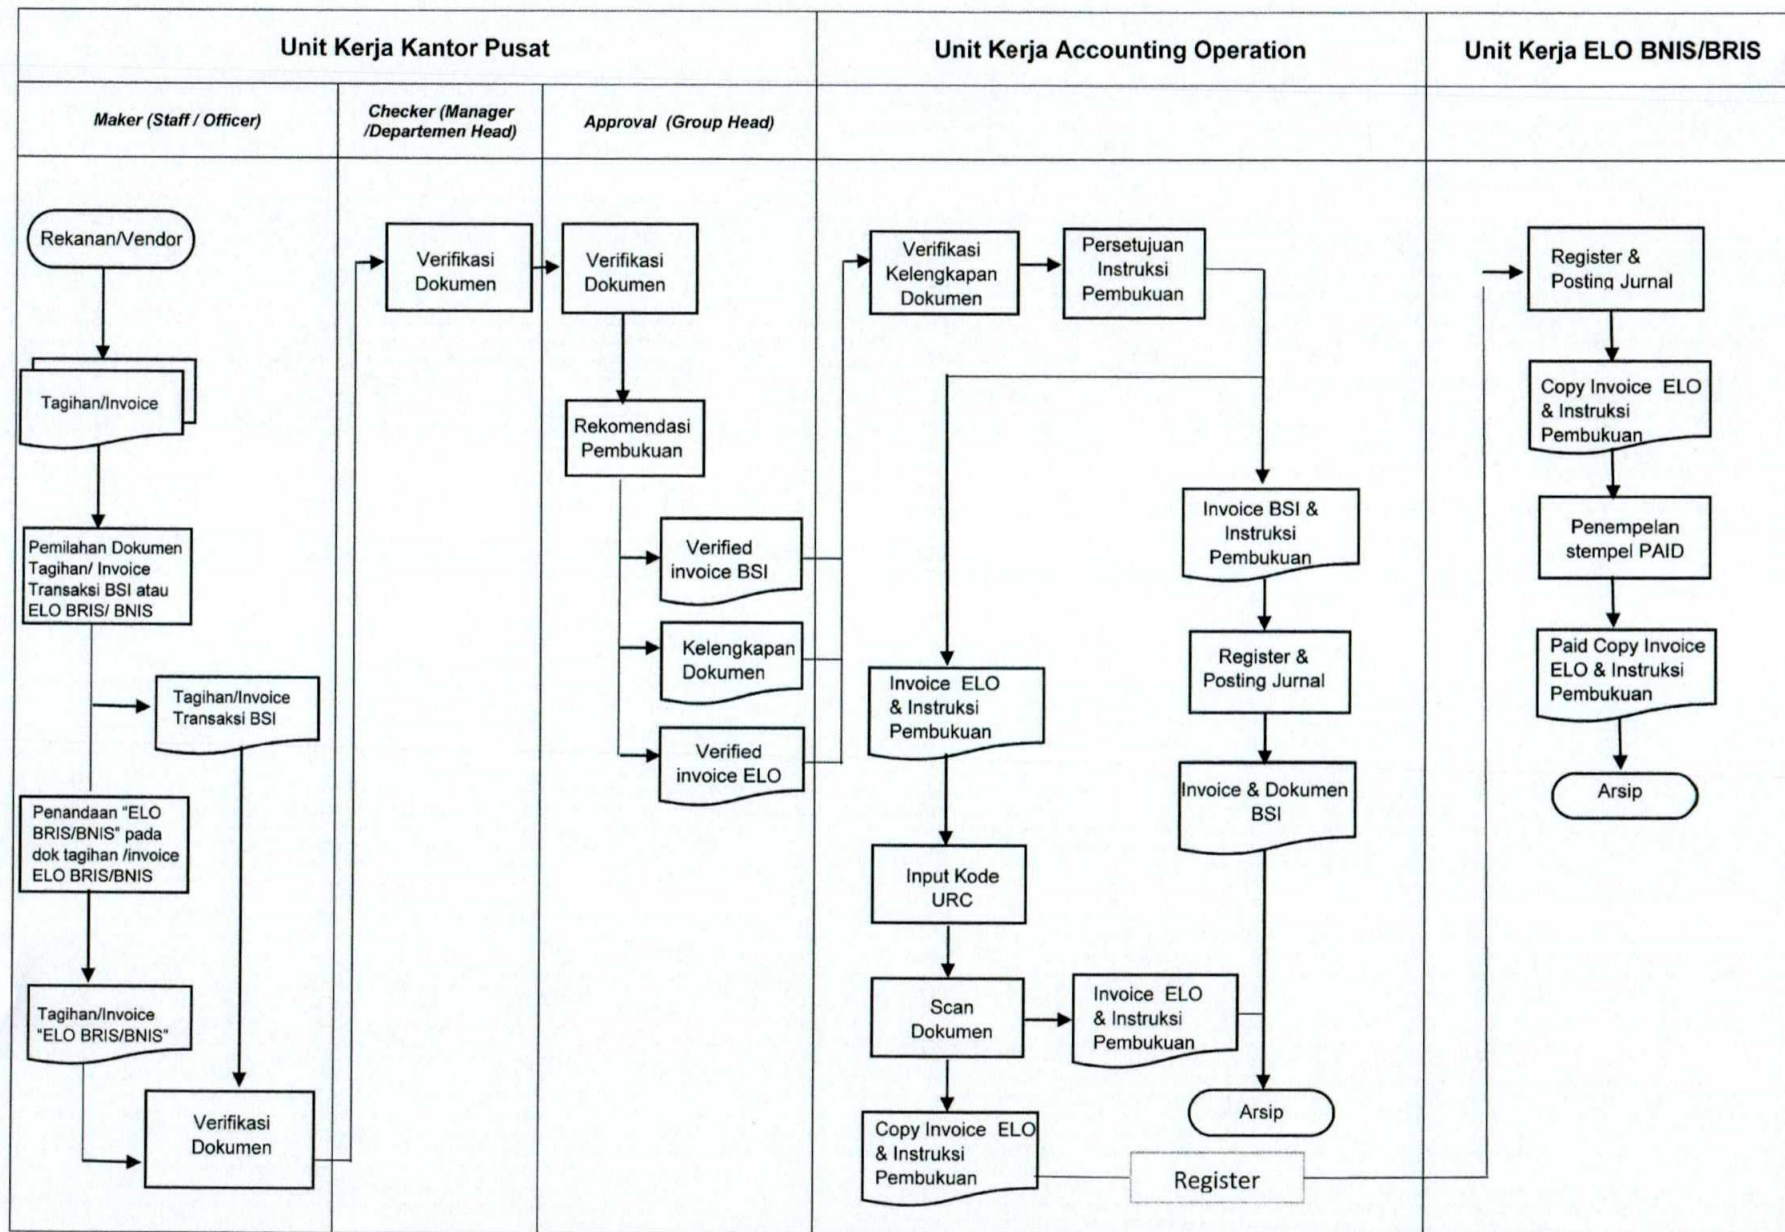 Unit Kerja Kantor Pusat
Unit Kerja Accounting Operation
Unit Kerja ELO BNIS/BRIS
Maker (Staff / Officer)
Checker (Manager
/Departemen Head)
Approval (Group Head)
Rekanan/Vendor
Tagihan/Invoice
Pemilahan Dokumen
Tagihan/ Invoice
Transaksi BSI atau
ELO BRIS/ BNIS
Tagihan/Invoice
Transaksi BSI
Penandaan "ELO
BRIS/BNIS" pada
dok tagihan /invoice
ELO BRIS/BNIS
Tagihan/Invoice
"ELO BRIS/BNIS"
Verifikasi
Dokumen
Verifikasi
Dokumen
Verifikasi
Dokumen
Rekomendasi
Pembukuan
Verified
invoice BSI
Kelengkapan
Dokumen
Verified
invoice ELO
Verifikasi
Kelengkapan
Dokumen
Persetujuan
Instruksi
Pembukuan
Invoice BSI &
Instruksi
Pembukuan
Register &
Posting Jurnal
Invoice & Dokumen
BSI
Invoice ELO
& Instruksi
Pembukuan
Input Kode
URC
Scan
Dokumen
Invoice ELO
& Instruksi
Pembukuan
Arsip
Copy Invoice ELO
& Instruksi
Pembukuan
Register
Register &
Posting Jurnal
Copy Invoice ELO
& Instruksi
Pembukuan
Penempelan
stempel PAID
Paid Copy Invoice
ELO & Instruksi
Pembukuan
Arsip